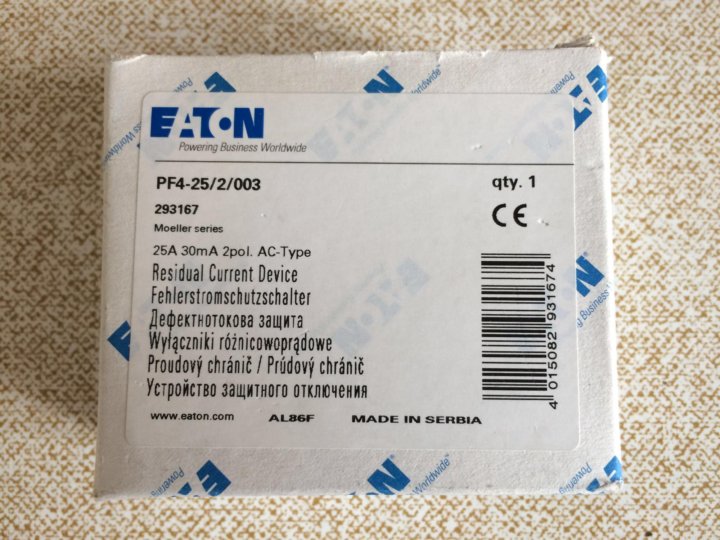 EATON
Powering Business Worldwide
PF4-25/2/003
qty. 1
293167
CE
Moeller series
25A 30mA 2pol. AC-Type
Residual Current Device
Fehlerstromschutzschalter
Дефектнотокова защита
Wyłączniki różnicowoprądowe
Proudový chránič / Prúdový chránič
Устройство защитного отключения
4 015082 931674
www.eaton.com AL86F MADE IN SERBIA